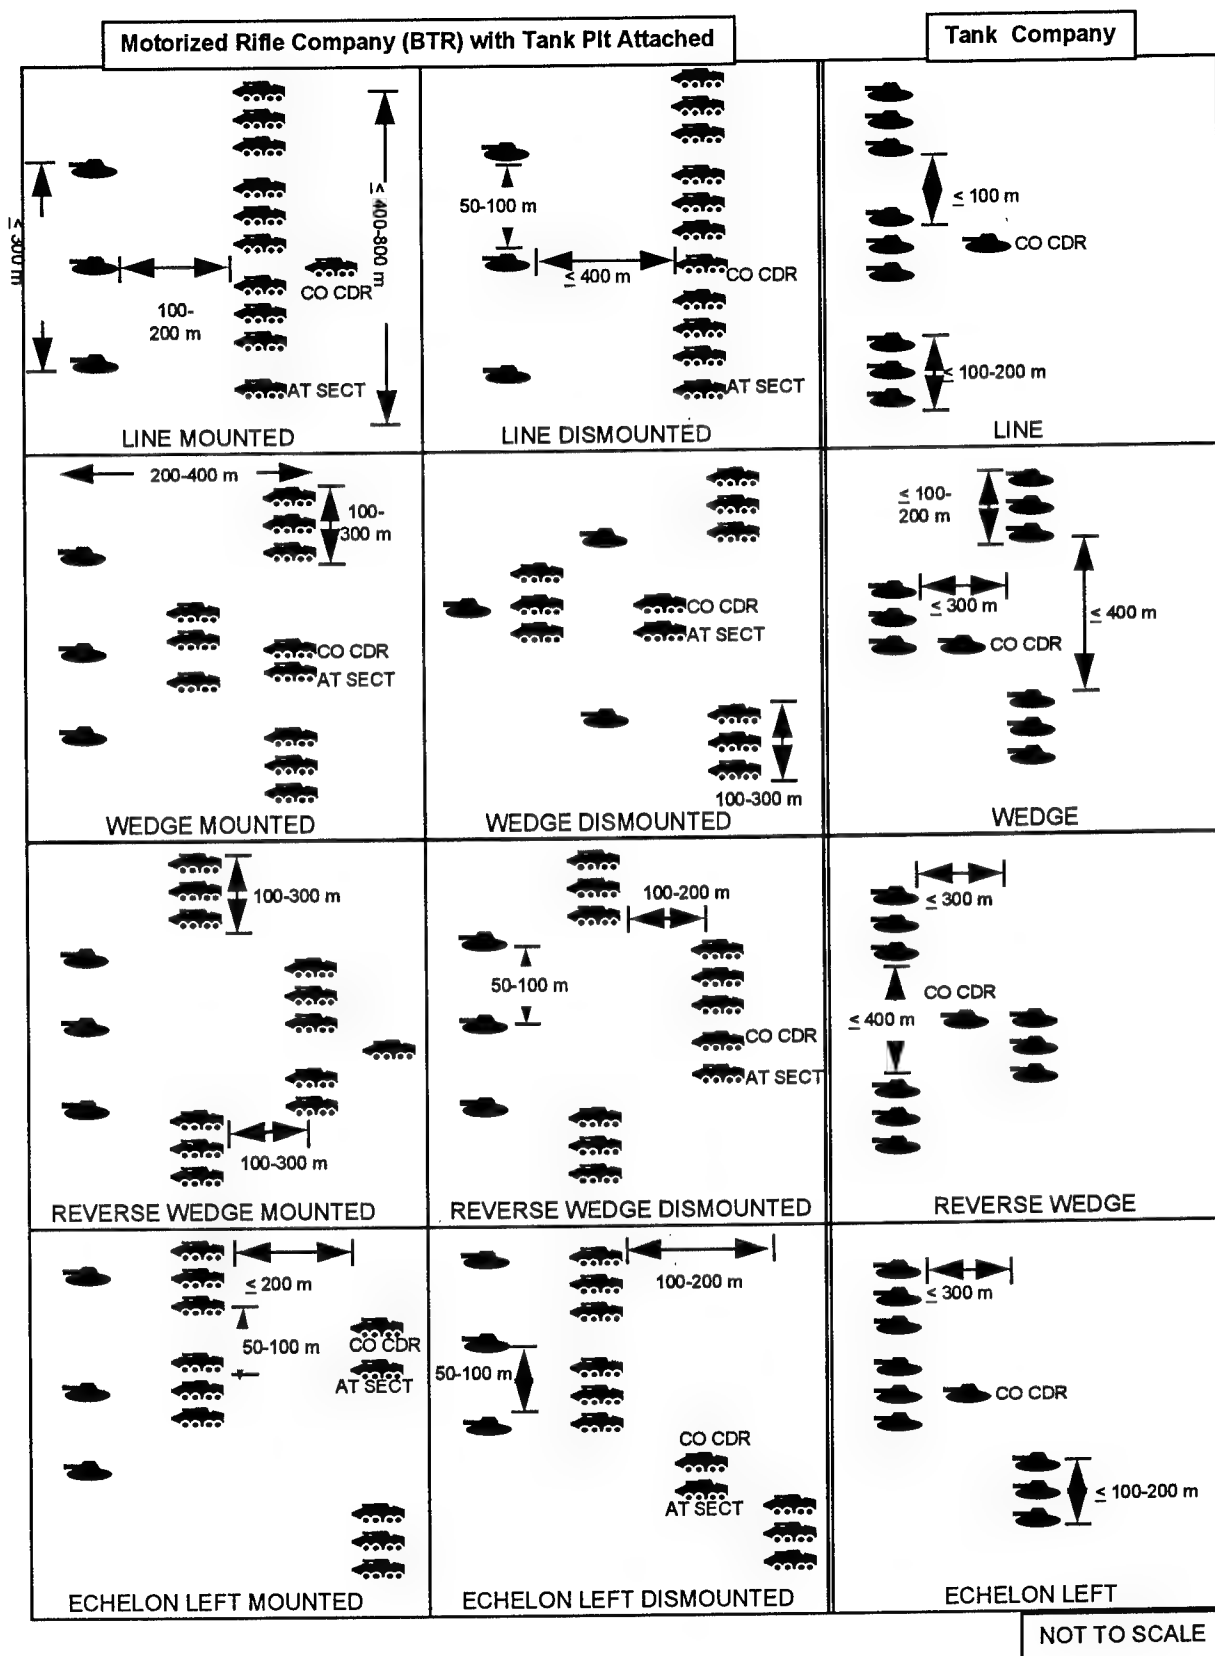 Motorized Rifle Company (BTR) with Tank Plt Attached
Tank Company
≤ 300 m
100-
200 m
CO CDR
≤ 400-800 m
AT SECT
LINE MOUNTED
50-100 m
≤ 400 m
CO CDR
AT SECT
LINE DISMOUNTED
≤ 100 m
CO CDR
≤ 100-200 m
LINE
200-400 m
100-
300 m
CO CDR
AT SECT
WEDGE MOUNTED
CO CDR
AT SECT
100-300 m
WEDGE DISMOUNTED
≤ 100-
200 m
≤ 300 m
≤ 400 m
CO CDR
WEDGE
100-300 m
100-300 m
REVERSE WEDGE MOUNTED
100-200 m
50-100 m
CO CDR
AT SECT
REVERSE WEDGE DISMOUNTED
≤ 300 m
CO CDR
≤ 400 m
REVERSE WEDGE
≤ 200 m
50-100 m
CO CDR
AT SECT
ECHELON LEFT MOUNTED
100-200 m
50-100 m
CO CDR
AT SECT
ECHELON LEFT DISMOUNTED
≤ 300 m
CO CDR
≤ 100-200 m
ECHELON LEFT
NOT TO SCALE